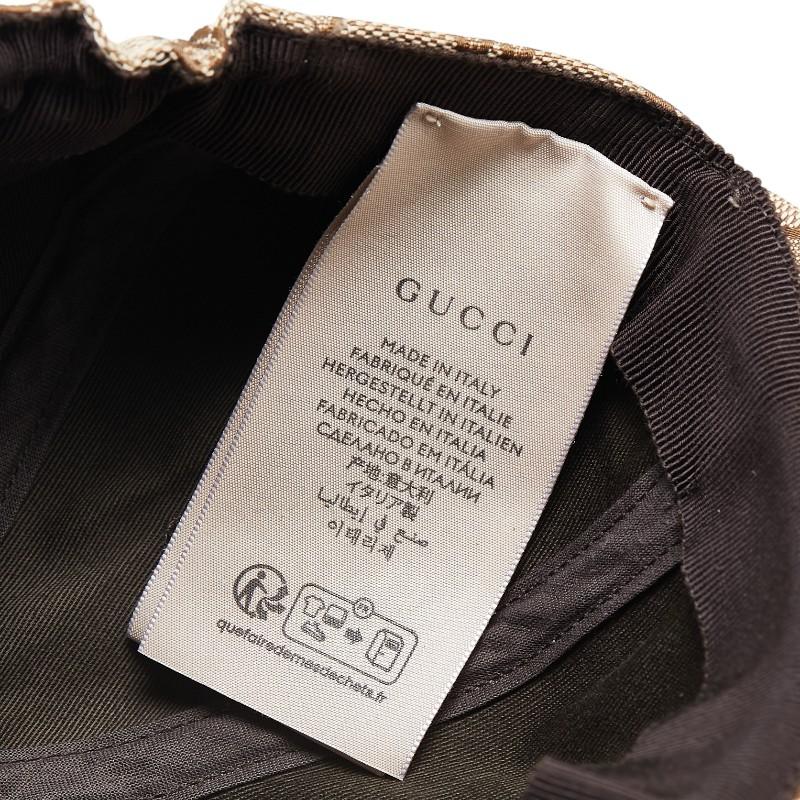 GUCCI
MADE IN ITALY
FABRIQUÉ EN ITALIE
HERGESTELLT IN ITALIEN
HECHO EN ITALIA
FABRICADO EM ITÁLIA
СДЕЛАНО В ИТАЛИИ
产地:意大利
イタリア製
صنع في إيطاليا
이태리제
FR
quefairedemesdechets.fr